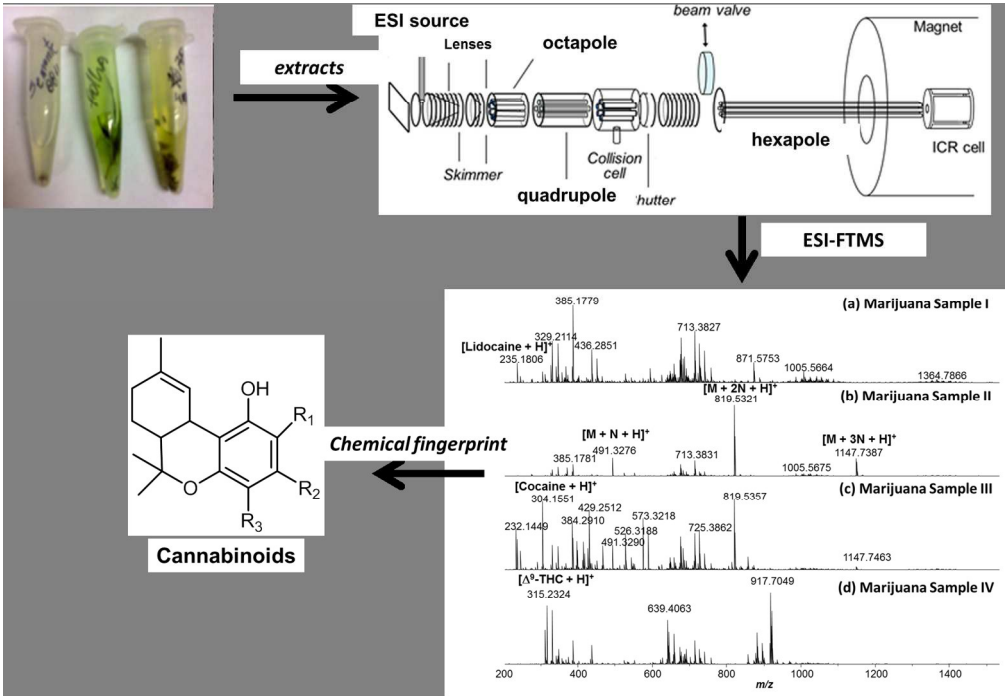 extracts
ESI source
Lenses
octapole
beam valve
Magnet
Skimmer
quadrupole
Collision
cell
hutter
hexapole
ICR cell
ESI-FTMS
(a) Marijuana Sample I
385.1779
329.2114
[Lidocaine + H]+
235.1806
436.2851
713.3827
871.5753
1005.5664
1364.7866
(b) Marijuana Sample II
[M + 2N + H]+
819.5321
[M + N + H]+
491.3276
[M + 3N + H]+
1147.7387
385.1781
713.3831
1005.5675
(c) Marijuana Sample III
[Cocaine + H]+
304.1551
819.5357
429.2512
573.3218
232.1449
384.2910
526.3188
725.3862
491.3290
1147.7463
(d) Marijuana Sample IV
[Δ⁹-THC + H]+
315.2324
917.7049
639.4063
200
400
600
800
1000
1200
1400
m/z
Chemical fingerprint
OH
R1
R2
R3
O
Cannabinoids